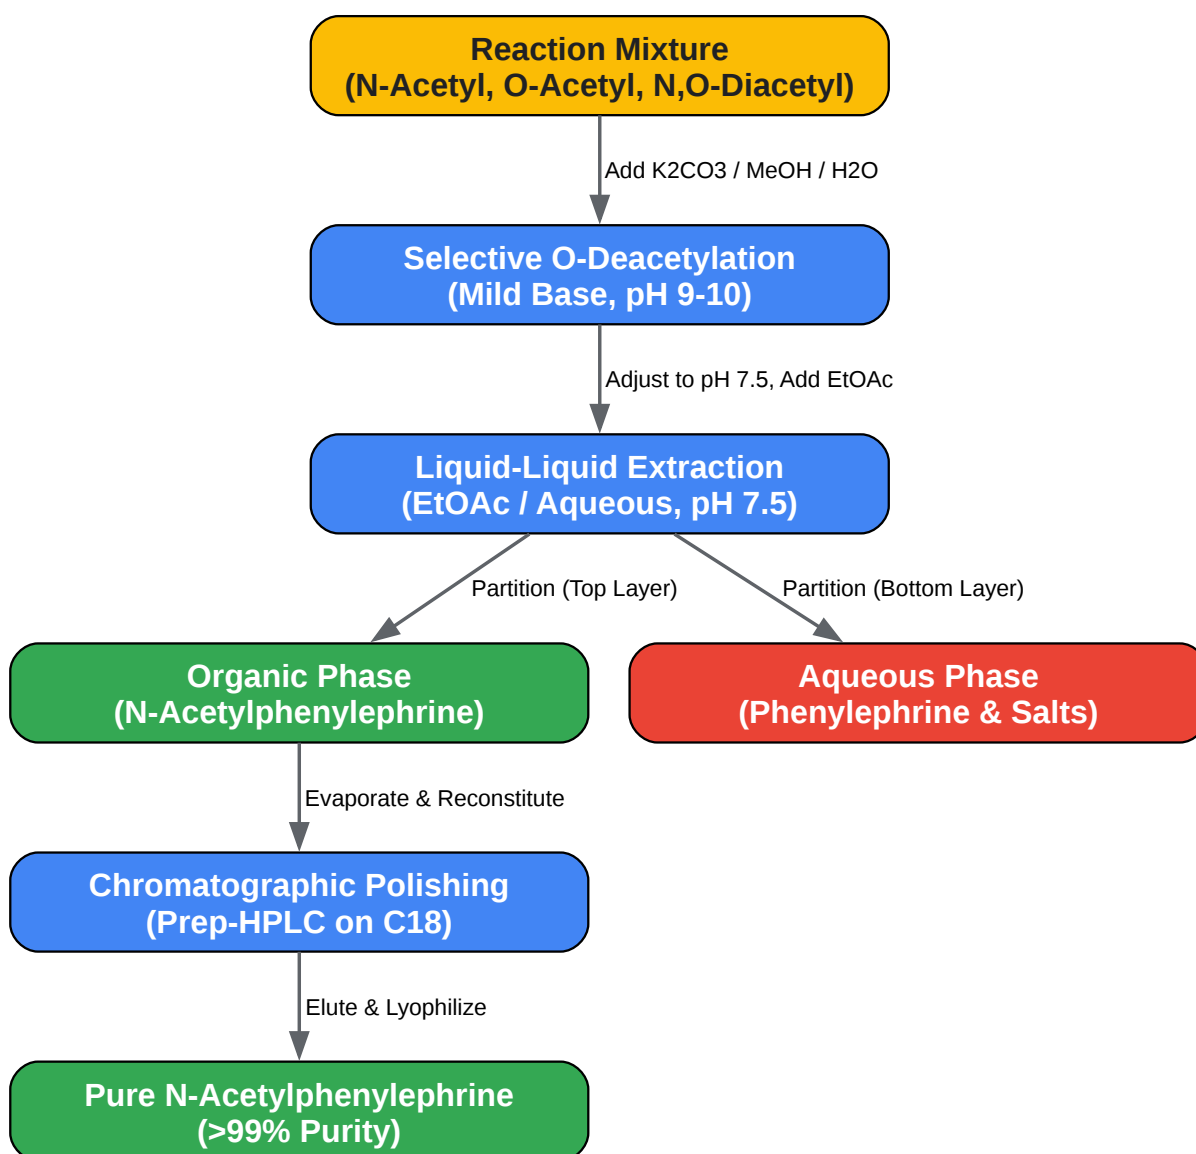 Reaction Mixture
(N-Acetyl, O-Acetyl, N,O-Diacetyl)
Add K2CO3 / MeOH / H2O
Selective O-Deacetylation
(Mild Base, pH 9-10)
Adjust to pH 7.5, Add EtOAc
Liquid-Liquid Extraction
(EtOAc / Aqueous, pH 7.5)
Partition (Top Layer)
Partition (Bottom Layer)
Organic Phase
(N-Acetylphenylephrine)
Aqueous Phase
(Phenylephrine & Salts)
Evaporate & Reconstitute
Chromatographic Polishing
(Prep-HPLC on C18)
Elute & Lyophilize
Pure N-Acetylphenylephrine
(>99% Purity)